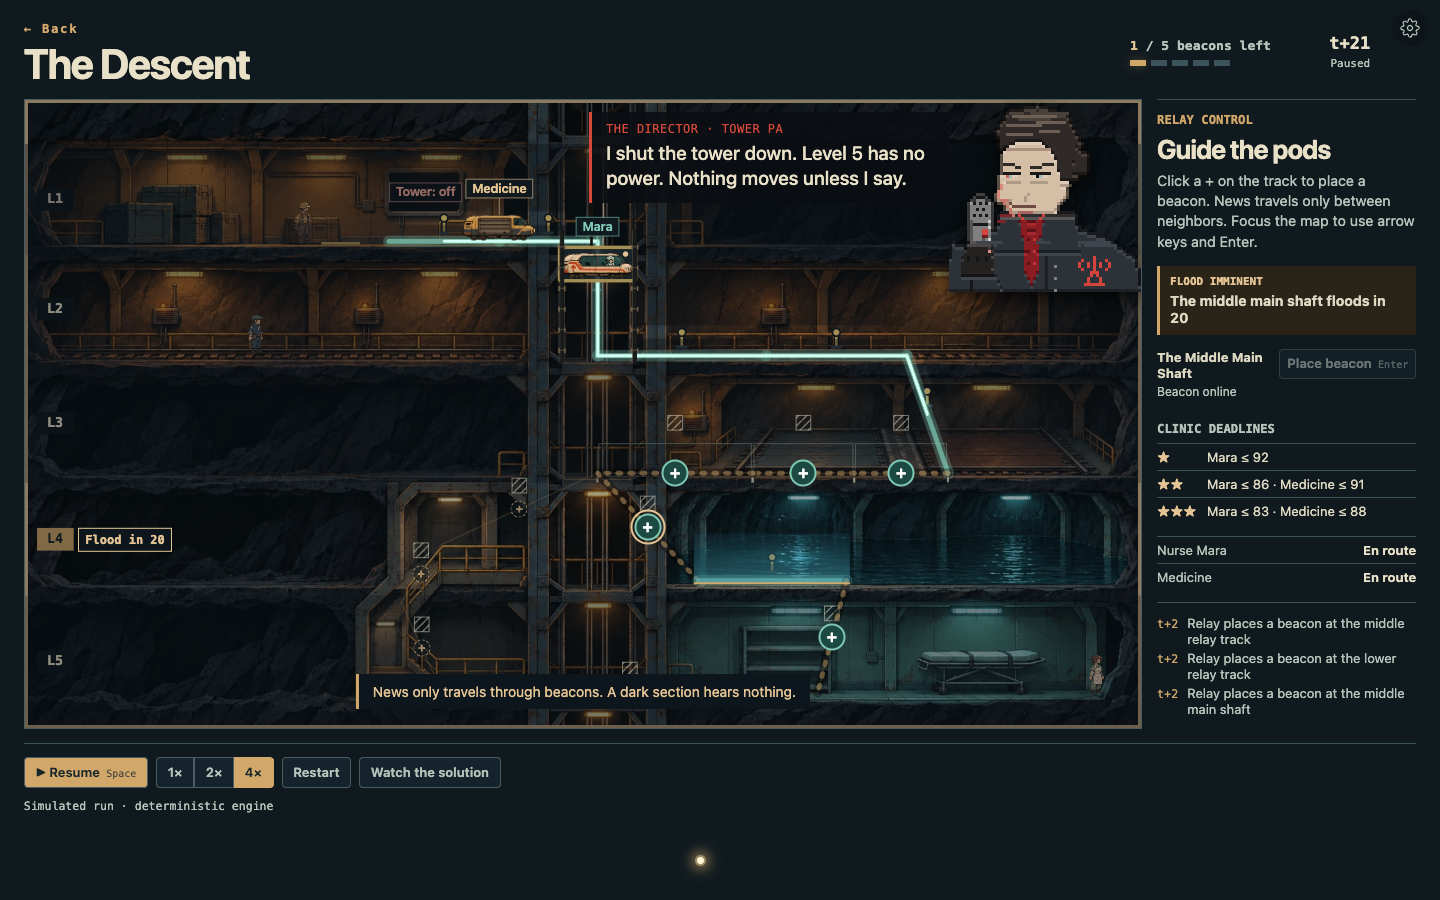 ← Back
The Descent
1 / 5 beacons left
t+21
Paused
THE DIRECTOR · TOWER PA
I shut the tower down. Level 5 has no
power. Nothing moves unless I say.
L1
Tower: off
Medicine
Mara
L2
L3
L4
Flood in 20
L5
News only travels through beacons. A dark section hears nothing.
RELAY CONTROL
Guide the pods
Click a + on the track to place a
beacon. News travels only between
neighbors. Focus the map to use arrow
keys and Enter.
FLOOD IMMINENT
The middle main shaft floods in
20
The Middle Main
Shaft
Beacon online
Place beacon Enter
CLINIC DEADLINES
★ Mara ≤ 92
★★ Mara ≤ 86 · Medicine ≤ 91
★★★ Mara ≤ 83 · Medicine ≤ 88
Nurse Mara En route
Medicine En route
t+2 Relay places a beacon at the middle
relay track
t+2 Relay places a beacon at the lower
relay track
t+2 Relay places a beacon at the middle
main shaft
▶ Resume Space
1×
2×
4×
Restart
Watch the solution
Simulated run · deterministic engine